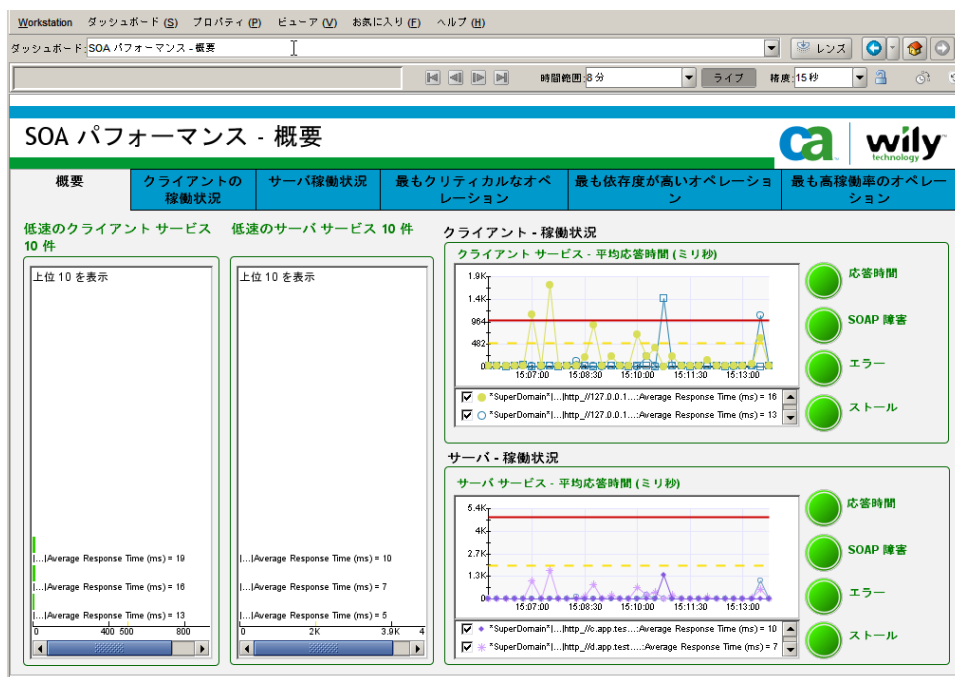 Workstation ダッシュボード (S) プロパティ (P) ビューア (V) お気に入り (F) ヘルプ (H)
ダッシュボード: SOA パフォーマンス - 概要
レンズ
時間範囲: 8 分 ライブ 精度: 15 秒
SOA パフォーマンス - 概要
ca wily technology
概要
クライアントの稼働状況
サーバ稼働状況
最もクリティカルなオペレーション
最も依存度が高いオペレーション
最も高稼働率のオペレーション
低速のクライアント サービス
10 件
上位 10 を表示
|...|Average Response Time (ms) = 19
|...|Average Response Time (ms) = 16
|...|Average Response Time (ms) = 13
0 400 500 800
低速のサーバ サービス 10 件
上位 10 を表示
|...|Average Response Time (ms) = 10
|...|Average Response Time (ms) = 7
|...|Average Response Time (ms) = 5
0 2K 3.9K 4
クライアント - 稼働状況
クライアント サービス - 平均応答時間 (ミリ秒)
1.9K
1.4K
964
482
0
15:07:00 15:08:30 15:10:00 15:11:30 15:13:00
*SuperDomain*|...|http_//127.0.0.1...:Average Response Time (ms) = 16
*SuperDomain*|...|http_//127.0.0.1...:Average Response Time (ms) = 13
応答時間
SOAP 障害
エラー
ストール
サーバ - 稼働状況
サーバ サービス - 平均応答時間 (ミリ秒)
5.4K
4K
2.7K
1.3K
0
15:07:00 15:08:30 15:10:00 15:11:30 15:13:00
*SuperDomain*|...|http_//c.app.tes...:Average Response Time (ms) = 10
*SuperDomain*|...|http_//d.app.test....:Average Response Time (ms) = 7
応答時間
SOAP 障害
エラー
ストール